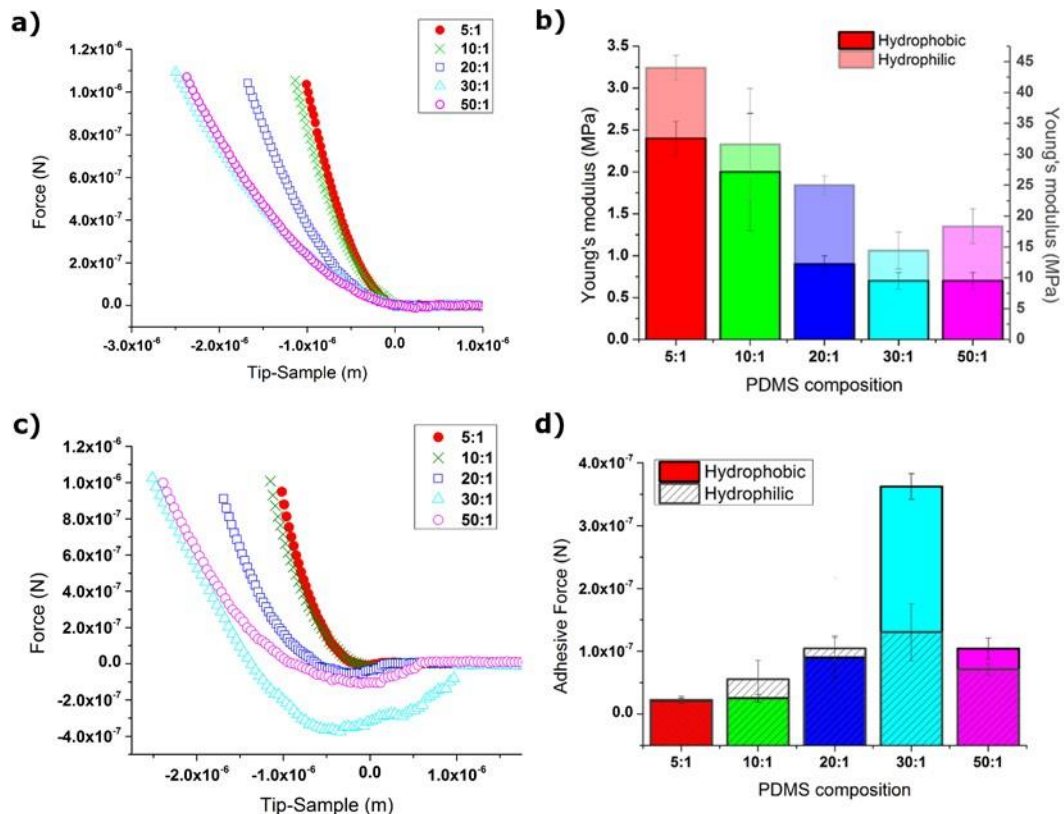 a)
5:1
10:1
20:1
30:1
50:1
1.2x10⁻⁶
1.0x10⁻⁶
8.0x10⁻⁷
6.0x10⁻⁷
4.0x10⁻⁷
2.0x10⁻⁷
0.0
Force (N)
-3.0x10⁻⁶ -2.0x10⁻⁶ -1.0x10⁻⁶ 0.0 1.0x10⁻⁶
Tip-Sample (m)
b)
Hydrophobic
Hydrophilic
3.5
3.0
2.5
2.0
1.5
1.0
0.5
0.0
Young's modulus (MPa)
45
40
35
30
25
20
15
10
5
0
Young's modulus (MPa)
5:1 10:1 20:1 30:1 50:1
PDMS composition
c)
5:1
10:1
20:1
30:1
50:1
1.2x10⁻⁶
1.0x10⁻⁶
8.0x10⁻⁷
6.0x10⁻⁷
4.0x10⁻⁷
2.0x10⁻⁷
0.0
-2.0x10⁻⁷
-4.0x10⁻⁷
Force (N)
-2.0x10⁻⁶ -1.0x10⁻⁶ 0.0 1.0x10⁻⁶
Tip-Sample (m)
d)
Hydrophobic
Hydrophilic
4.0x10⁻⁷
3.0x10⁻⁷
2.0x10⁻⁷
1.0x10⁻⁷
0.0
Adhesive Force (N)
5:1 10:1 20:1 30:1 50:1
PDMS composition